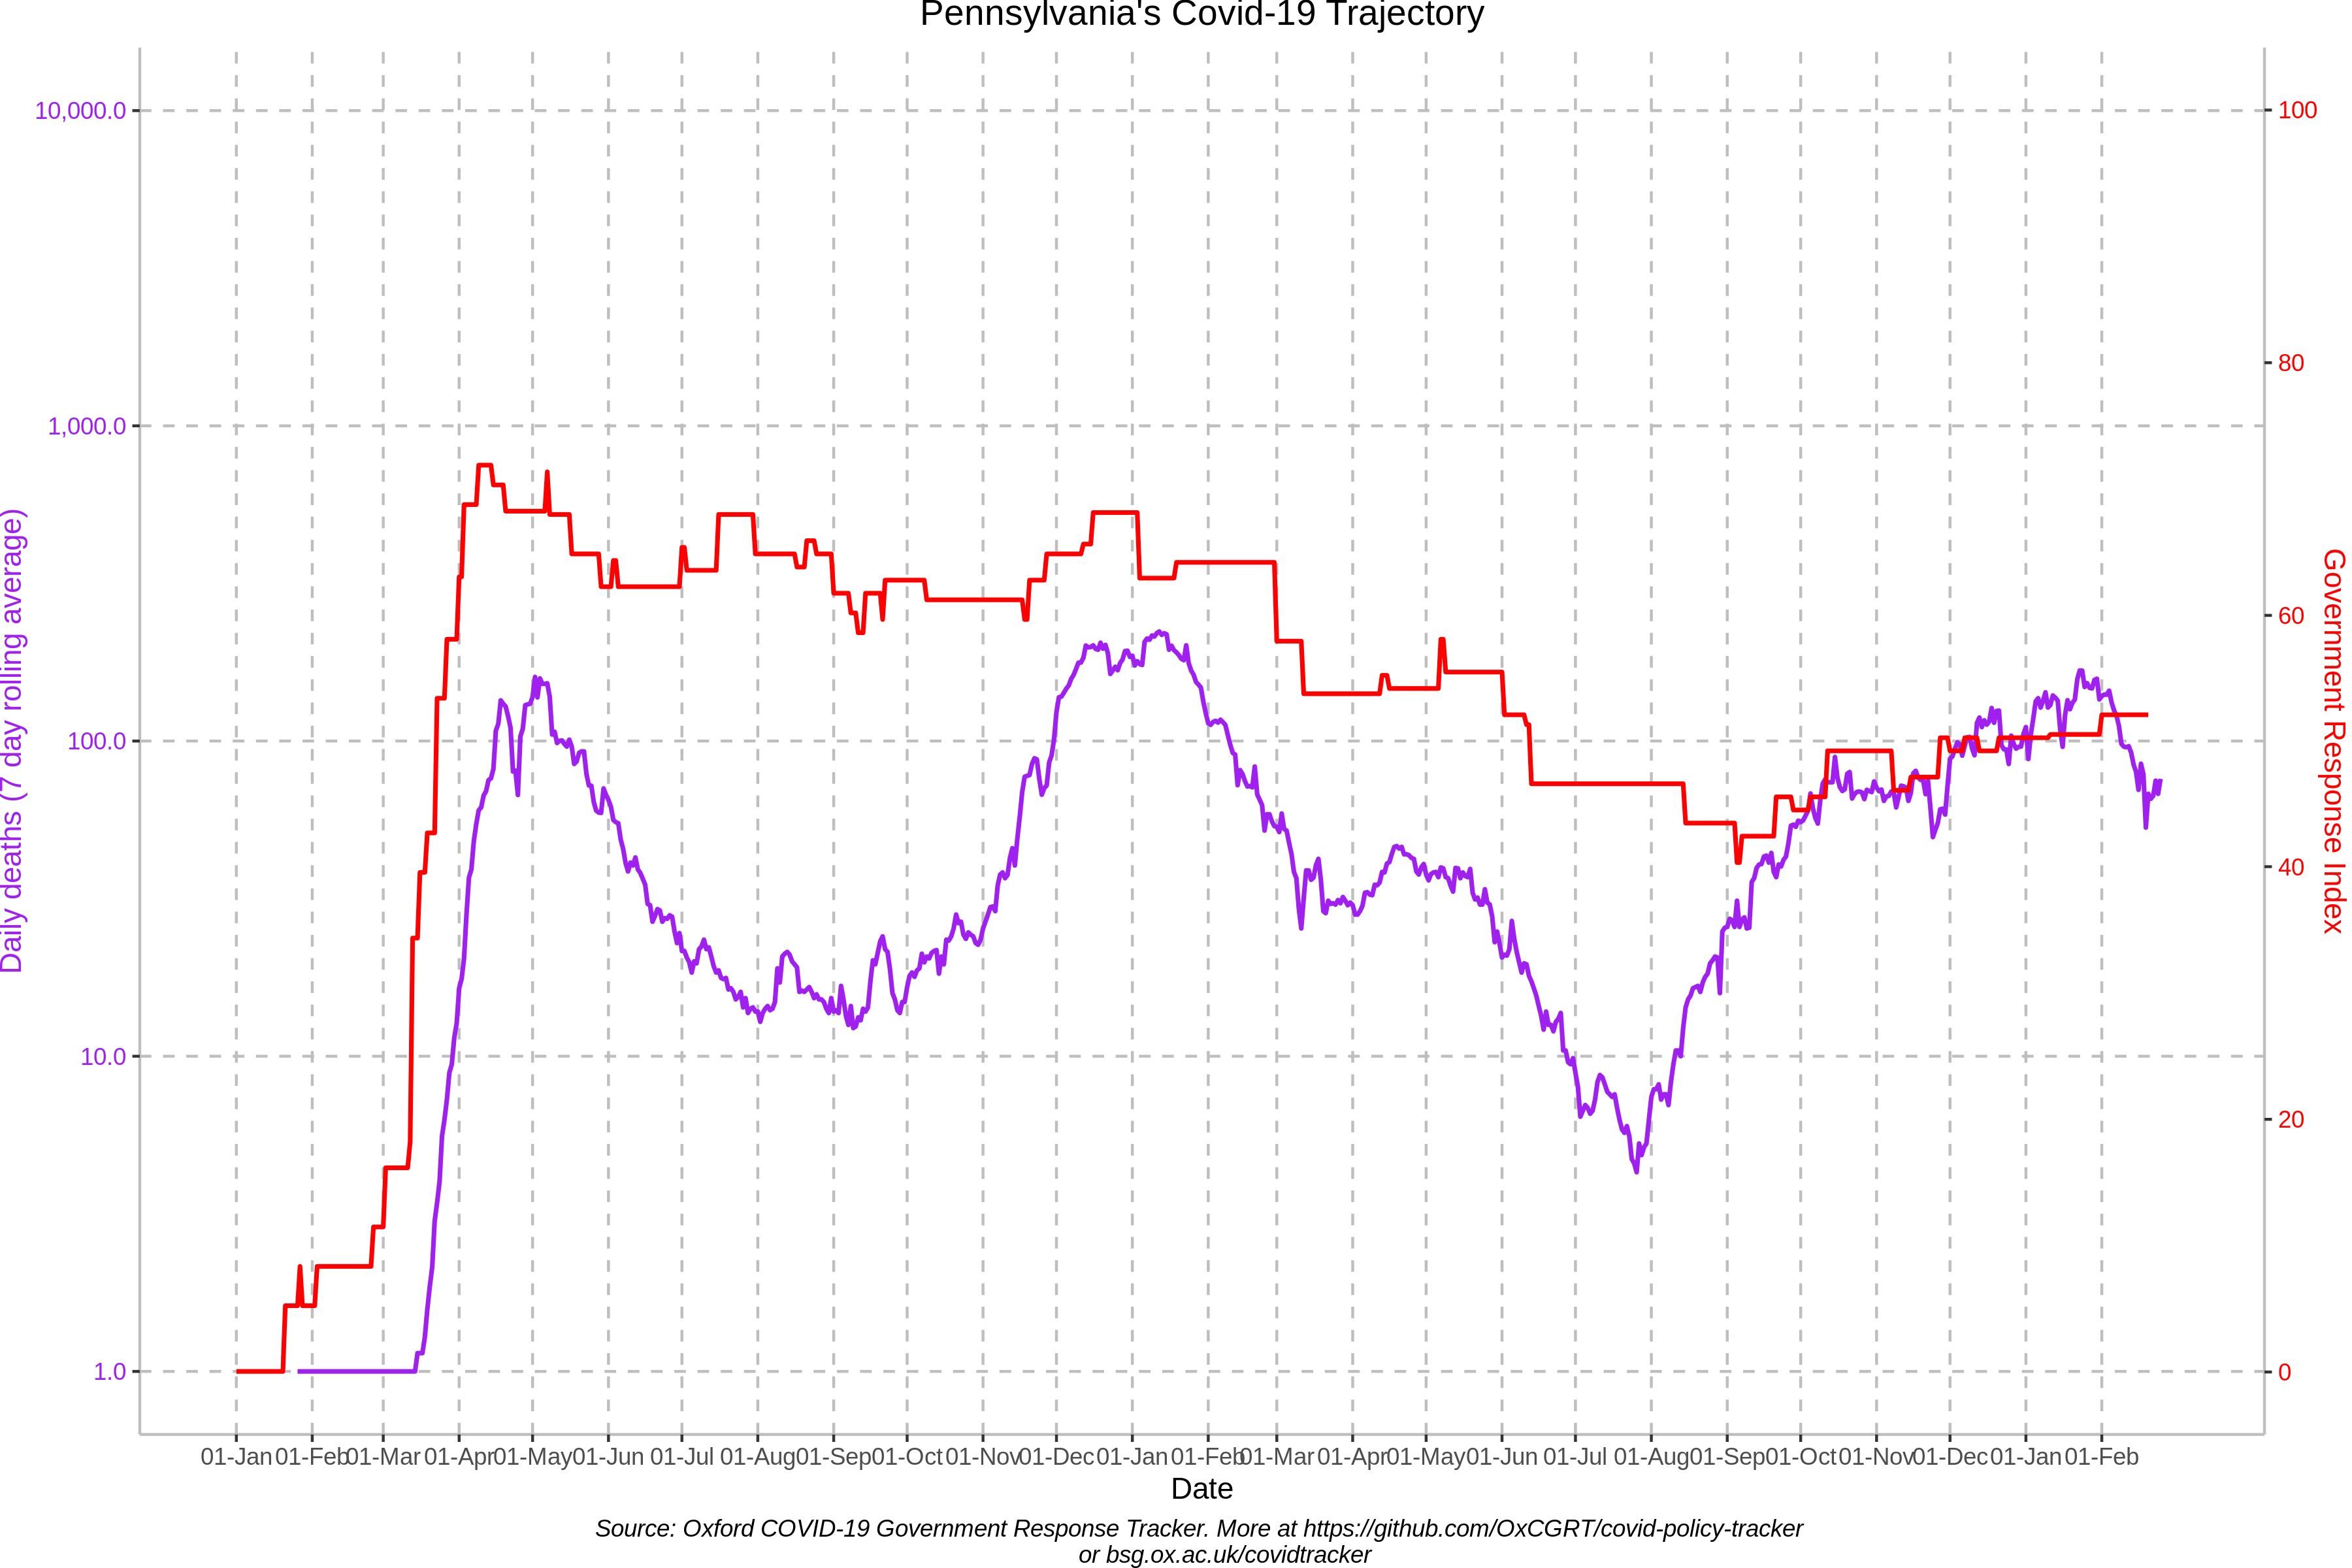 Pennsylvania's Covid-19 Trajectory
10,000.0
1,000.0
100.0
10.0
1.0
Daily deaths (7 day rolling average)
100
80
60
40
20
0
Government Response Index
01-Jan 01-Feb 01-Mar 01-Apr 01-May 01-Jun 01-Jul 01-Aug 01-Sep 01-Oct 01-Nov 01-Dec 01-Jan 01-Feb 01-Mar 01-Apr 01-May 01-Jun 01-Jul 01-Aug 01-Sep 01-Oct 01-Nov 01-Dec 01-Jan 01-Feb
Date
Source: Oxford COVID-19 Government Response Tracker. More at https://github.com/OxCGRT/covid-policy-tracker
or bsg.ox.ac.uk/covidtracker